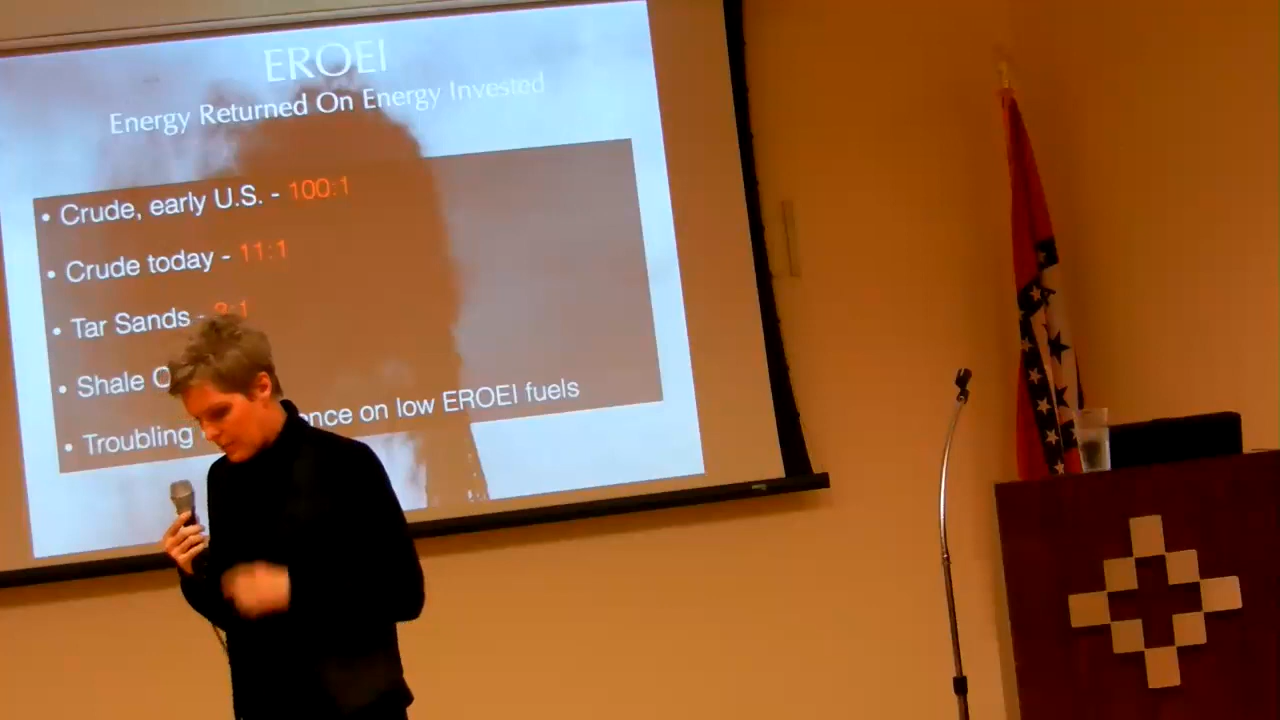 EROEI
Energy Returned On Energy Invested
• Crude, early U.S. - 100:1
• Crude today - 11:1
• Tar Sands - :1
• Shale
• Troubling on low EROEI fuels